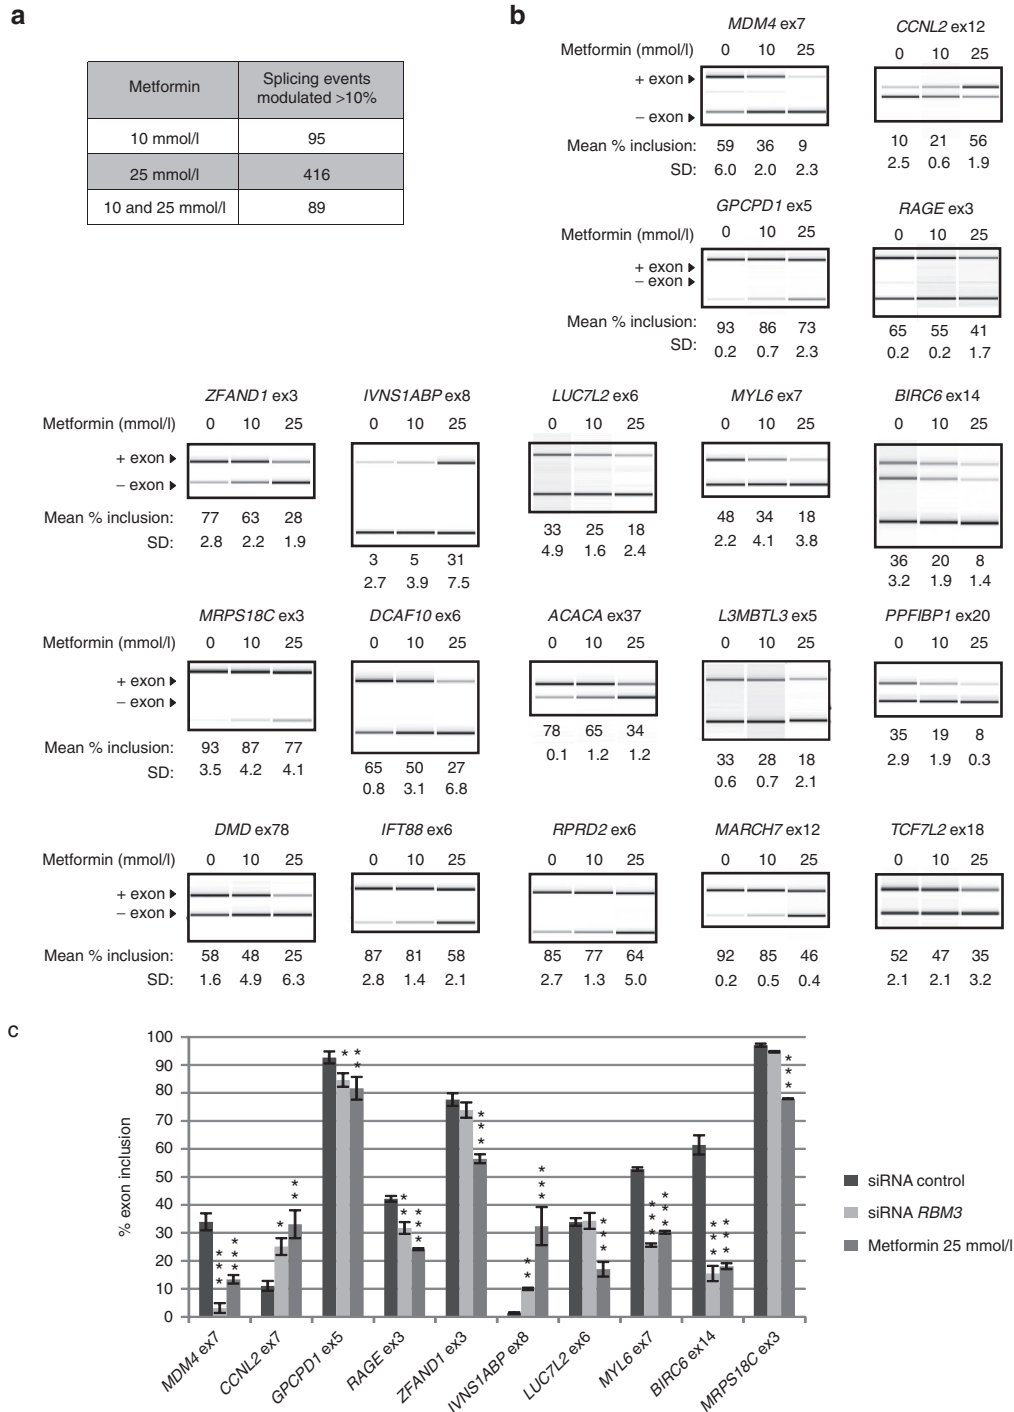 a
Metformin Splicing events modulated >10%
10 mmol/l 95
25 mmol/l 416
10 and 25 mmol/l 89
b
MDM4 ex7 CCNL2 ex12
Metformin (mmol/l) 0 10 25 0 10 25
+ exon
− exon
Mean % inclusion: 59 36 9 10 21 56
SD: 6.0 2.0 2.3 2.5 0.6 1.9
GPCPD1 ex5 RAGE ex3
Metformin (mmol/l) 0 10 25 0 10 25
+ exon
− exon
Mean % inclusion: 93 86 73 65 55 41
SD: 0.2 0.7 2.3 0.2 0.2 1.7
ZFAND1 ex3 IVNS1ABP ex8 LUC7L2 ex6 MYL6 ex7 BIRC6 ex14
Metformin (mmol/l) 0 10 25 0 10 25 0 10 25 0 10 25 0 10 25
+ exon
− exon
Mean % inclusion: 77 63 28 3 5 31 33 25 18 48 34 18 36 20 8
SD: 2.8 2.2 1.9 2.7 3.9 7.5 4.9 1.6 2.4 2.2 4.1 3.8 3.2 1.9 1.4
MRPS18C ex3 DCAF10 ex6 ACACA ex37 L3MBTL3 ex5 PPFIBP1 ex20
Metformin (mmol/l) 0 10 25 0 10 25 0 10 25 0 10 25 0 10 25
+ exon
− exon
Mean % inclusion: 93 87 77 65 50 27 78 65 34 33 28 18 35 19 8
SD: 3.5 4.2 4.1 0.8 3.1 6.8 0.1 1.2 1.2 0.6 0.7 2.1 2.9 1.9 0.3
DMD ex78 IFT88 ex6 RPRD2 ex6 MARCH7 ex12 TCF7L2 ex18
Metformin (mmol/l) 0 10 25 0 10 25 0 10 25 0 10 25 0 10 25
+ exon
− exon
Mean % inclusion: 58 48 25 87 81 58 85 77 64 92 85 46 52 47 35
SD: 1.6 4.9 6.3 2.8 1.4 2.1 2.7 1.3 5.0 0.2 0.5 0.4 2.1 2.1 3.2
c
% exon inclusion
100
90
80
70
60
50
40
30
20
10
0
*** *** * ** * ** ** *** *** ** *** *** *** *** *** *** ***
MDM4 ex7 CCNL2 ex7 GPCPD1 ex5 RAGE ex3 ZFAND1 ex3 IVNS1ABP ex8 LUC7L2 ex6 MYL6 ex7 BIRC6 ex14 MRPS18C ex3
siRNA control
siRNA RBM3
Metformin 25 mmol/l